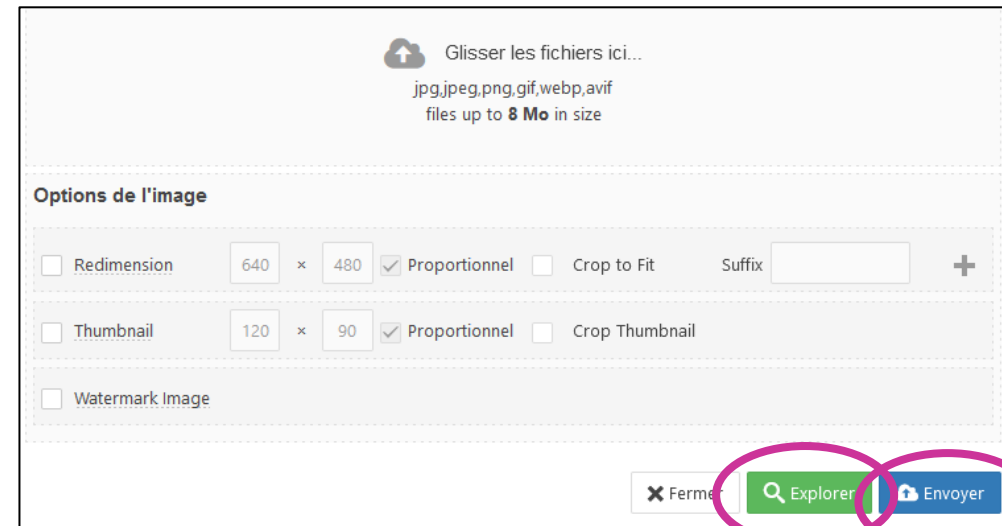 Glisser les fichiers ici...
jpg,jpeg,png,gif,webp,avif
files up to 8 Mo in size
Options de l'image
Redimension 640 × 480 Proportionnel Crop to Fit Suffix
Thumbnail 120 × 90 Proportionnel Crop Thumbnail
Watermark Image
Fermer Explorer Envoyer